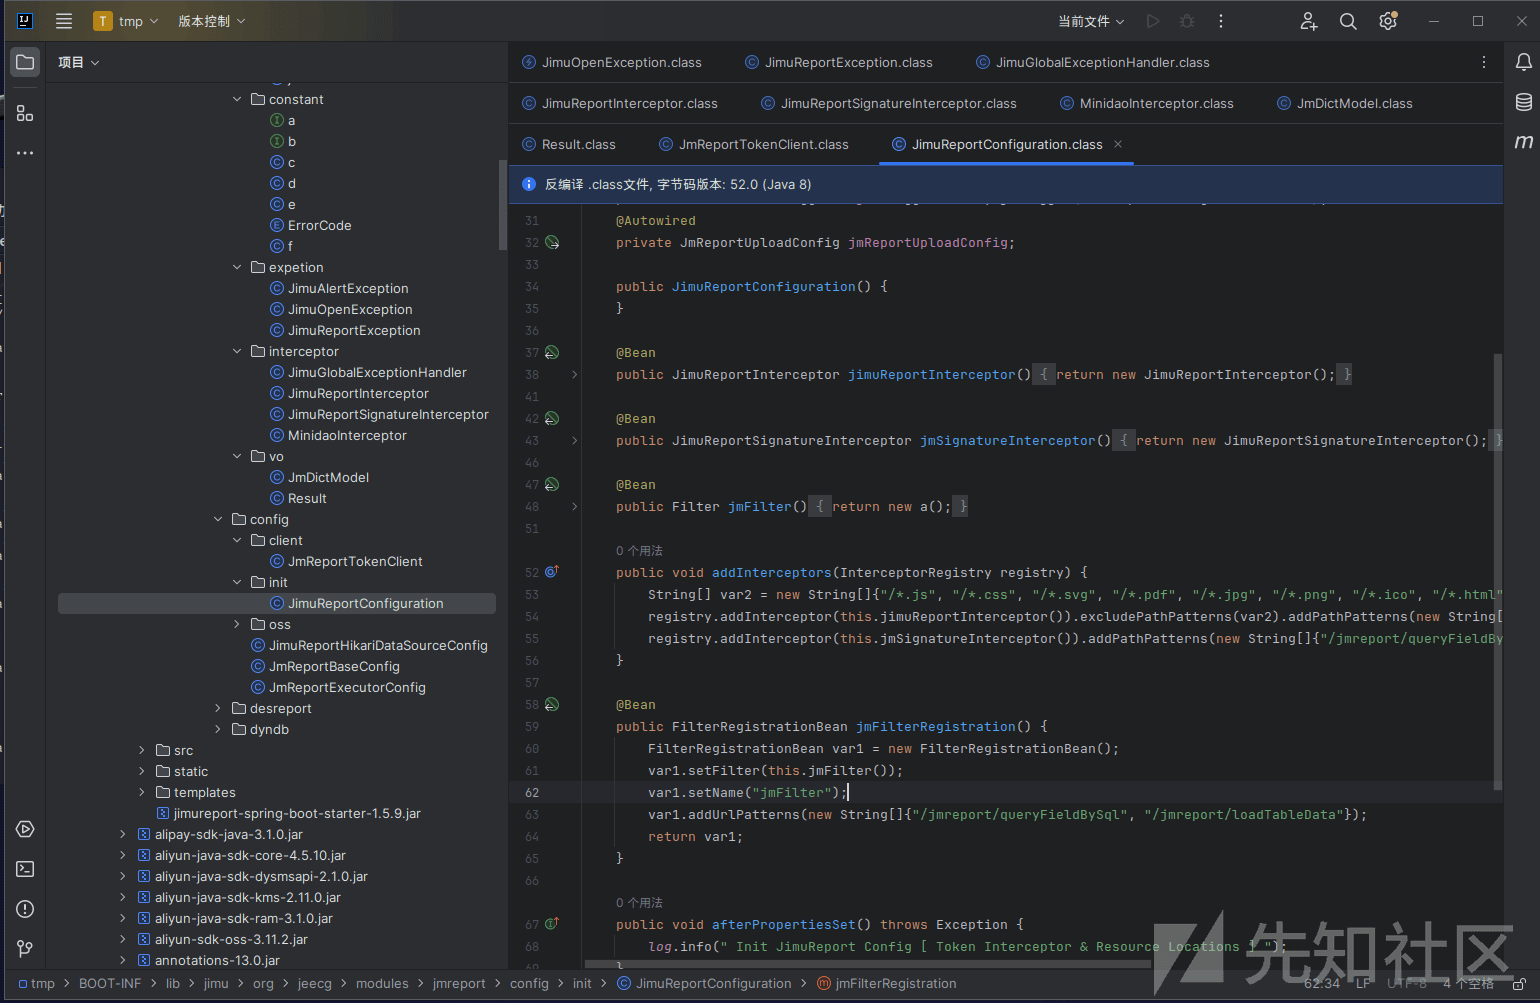 T tmp 版本控制 当前文件
项目
constant
a
b
c
d
e
ErrorCode
f
expetion
JimuAlertException
JimuOpenException
JimuReportException
interceptor
JimuGlobalExceptionHandler
JimuReportInterceptor
JimuReportSignatureInterceptor
MinidaoInterceptor
vo
JmDictModel
Result
config
client
JmReportTokenClient
init
JimuReportConfiguration
oss
JimuReportHikariDataSourceConfig
JmReportBaseConfig
JmReportExecutorConfig
desreport
dyndb
src
static
templates
jimureport-spring-boot-starter-1.5.9.jar
alipay-sdk-java-3.1.0.jar
aliyun-java-sdk-core-4.5.10.jar
aliyun-java-sdk-dysmsapi-2.1.0.jar
aliyun-java-sdk-kms-2.11.0.jar
aliyun-java-sdk-ram-3.1.0.jar
aliyun-sdk-oss-3.11.2.jar
annotations-13.0.jar
JimuOpenException.class JimuReportException.class JimuGlobalExceptionHandler.class
JimuReportInterceptor.class JimuReportSignatureInterceptor.class MinidaoInterceptor.class JmDictModel.class
Result.class JmReportTokenClient.class JimuReportConfiguration.class
反编译 .class文件, 字节码版本: 52.0 (Java 8)
31 @Autowired
32 private JmReportUploadConfig jmReportUploadConfig;
33
34 public JimuReportConfiguration() {
35 }
36
37 @Bean
38 public JimuReportInterceptor jimuReportInterceptor() { return new JimuReportInterceptor(); }
41
42 @Bean
43 public JimuReportSignatureInterceptor jmSignatureInterceptor() { return new JimuReportSignatureInterceptor(); }
46
47 @Bean
48 public Filter jmFilter() { return new a(); }
51
0 个用法
52 public void addInterceptors(InterceptorRegistry registry) {
53 String[] var2 = new String[]{"/*.js", "/*.css", "/*.svg", "/*.pdf", "/*.jpg", "/*.png", "/*.ico", "/*.html"
54 registry.addInterceptor(this.jimuReportInterceptor()).excludePathPatterns(var2).addPathPatterns(new String[
55 registry.addInterceptor(this.jmSignatureInterceptor()).addPathPatterns(new String[]{"/jmreport/queryFieldBy
56 }
57
58 @Bean
59 public FilterRegistrationBean jmFilterRegistration() {
60 FilterRegistrationBean var1 = new FilterRegistrationBean();
61 var1.setFilter(this.jmFilter());
62 var1.setName("jmFilter");
63 var1.addUrlPatterns(new String[]{"/jmreport/queryFieldBySql", "/jmreport/loadTableData"});
64 return var1;
65 }
66
0 个用法
67 public void afterPropertiesSet() throws Exception {
68 log.info(" Init JimuReport Config [ Token Interceptor & Resource Locations ] ");
69 }
先知社区
tmp > BOOT-INF > lib > jimu > org > jeecg > modules > jmreport > config > init > JimuReportConfiguration > jmFilterRegistration 62:34 LF UTF-8 4 个空格